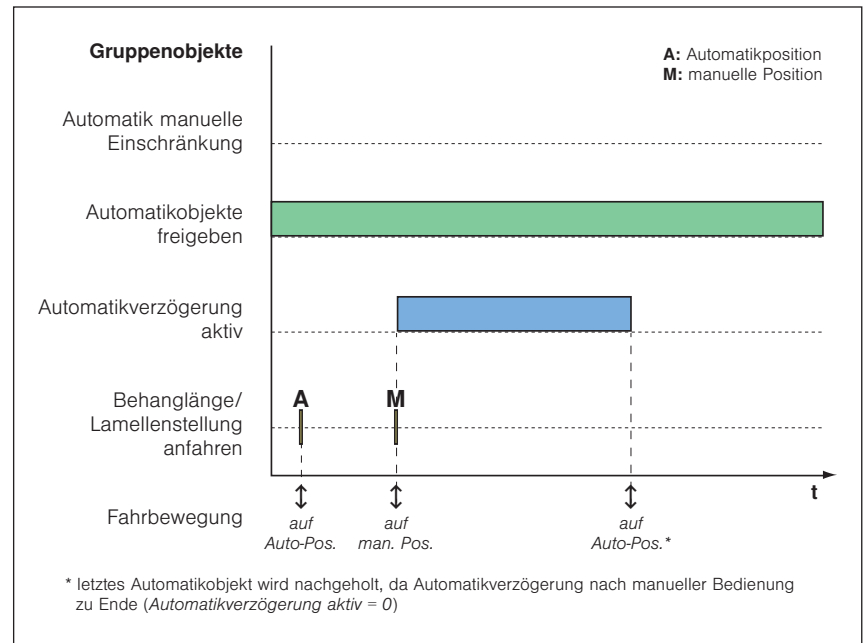 Gruppenobjekte
A: Automatikposition
M: manuelle Position
Automatik manuelle
Einschränkung
Automatikobjekte
freigeben
Automatikverzögerung
aktiv
Behanglänge/
Lamellenstellung
anfahren
A
M
t
Fahrbewegung
auf
Auto-Pos.
auf
man. Pos.
auf
Auto-Pos.*
* letztes Automatikobjekt wird nachgeholt, da Automatikverzögerung nach manueller Bedienung
zu Ende (Automatikverzögerung aktiv = 0)